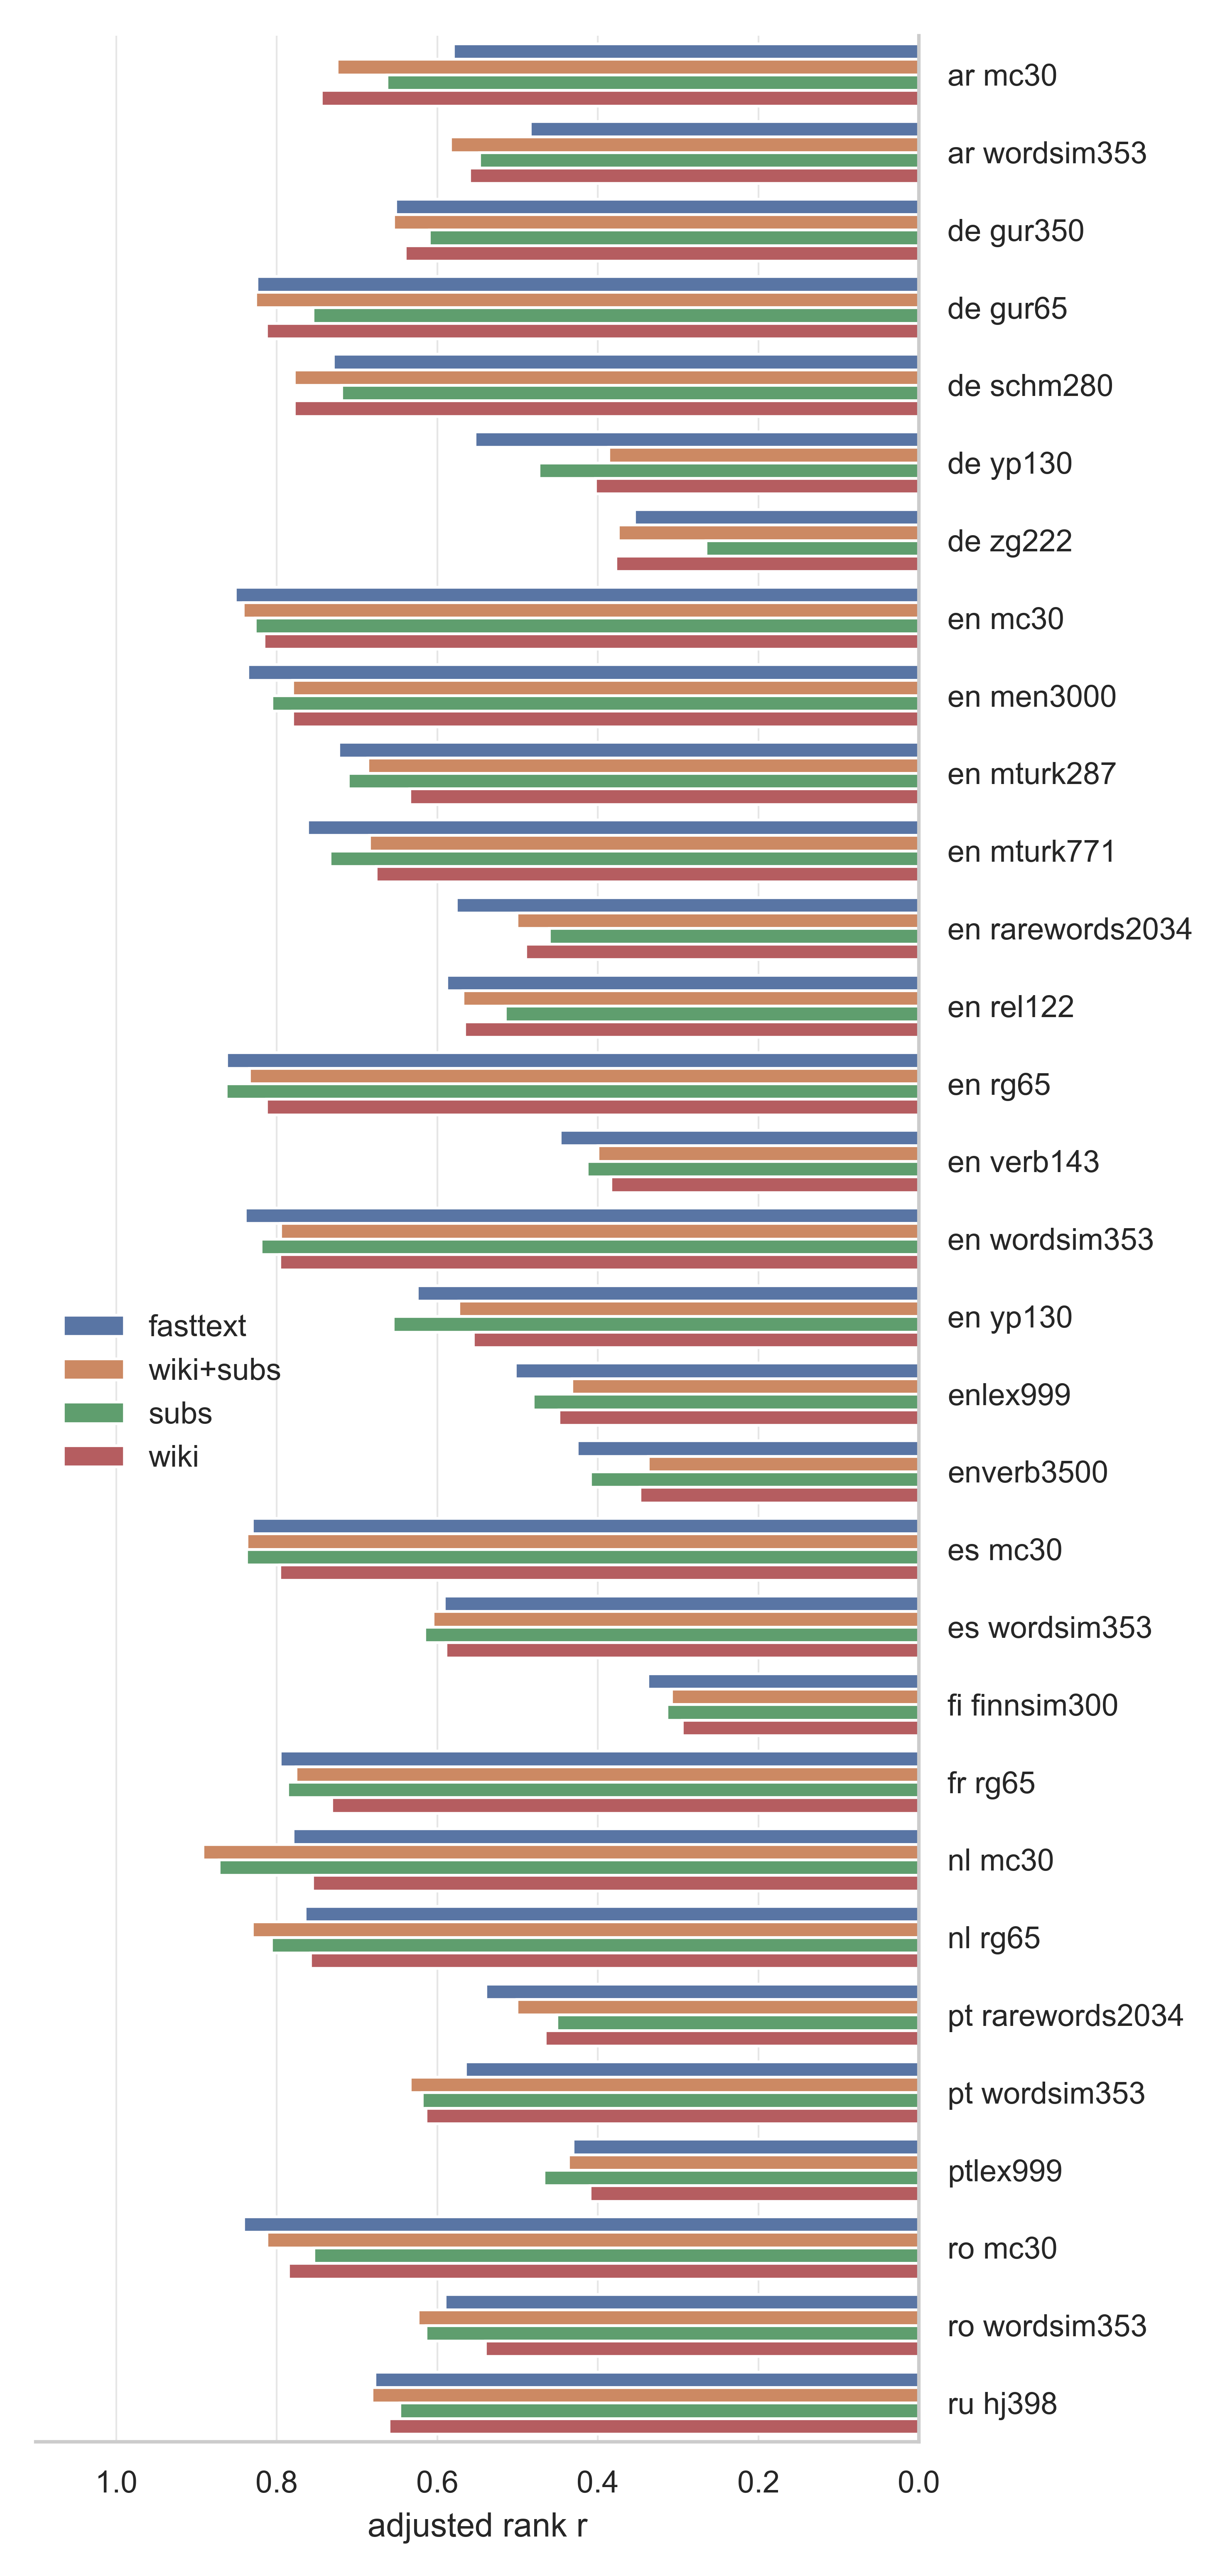 ar mc30
ar wordsim353
de gur350
de gur65
de schm280
de yp130
de zg222
en mc30
en men3000
en mturk287
en mturk771
en rarewords2034
en rel122
en rg65
en verb143
en wordsim353
en yp130
enlex999
enverb3500
es mc30
es wordsim353
fi finnsim300
fr rg65
nl mc30
nl rg65
pt rarewords2034
pt wordsim353
ptlex999
ro mc30
ro wordsim353
ru hj398
fasttext
wiki+subs
subs
wiki
1.0 0.8 0.6 0.4 0.2 0.0
adjusted rank r